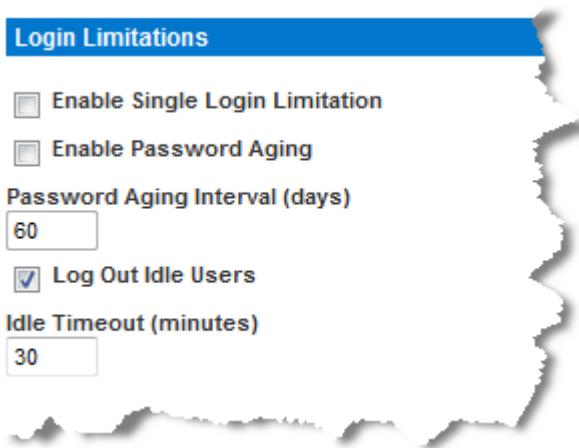 Login Limitations
Enable Single Login Limitation
Enable Password Aging
Password Aging Interval (days)
60
Log Out Idle Users
Idle Timeout (minutes)
30